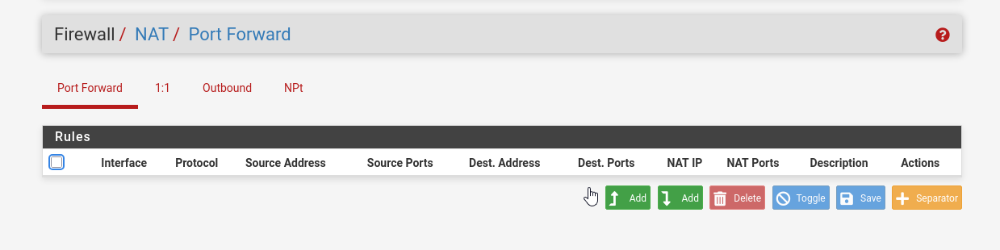 Firewall / NAT / Port Forward
Port Forward 1:1 Outbound NPt
Rules
Interface Protocol Source Address Source Ports Dest. Address Dest. Ports NAT IP NAT Ports Description Actions
Add Add Delete Toggle Save Separator